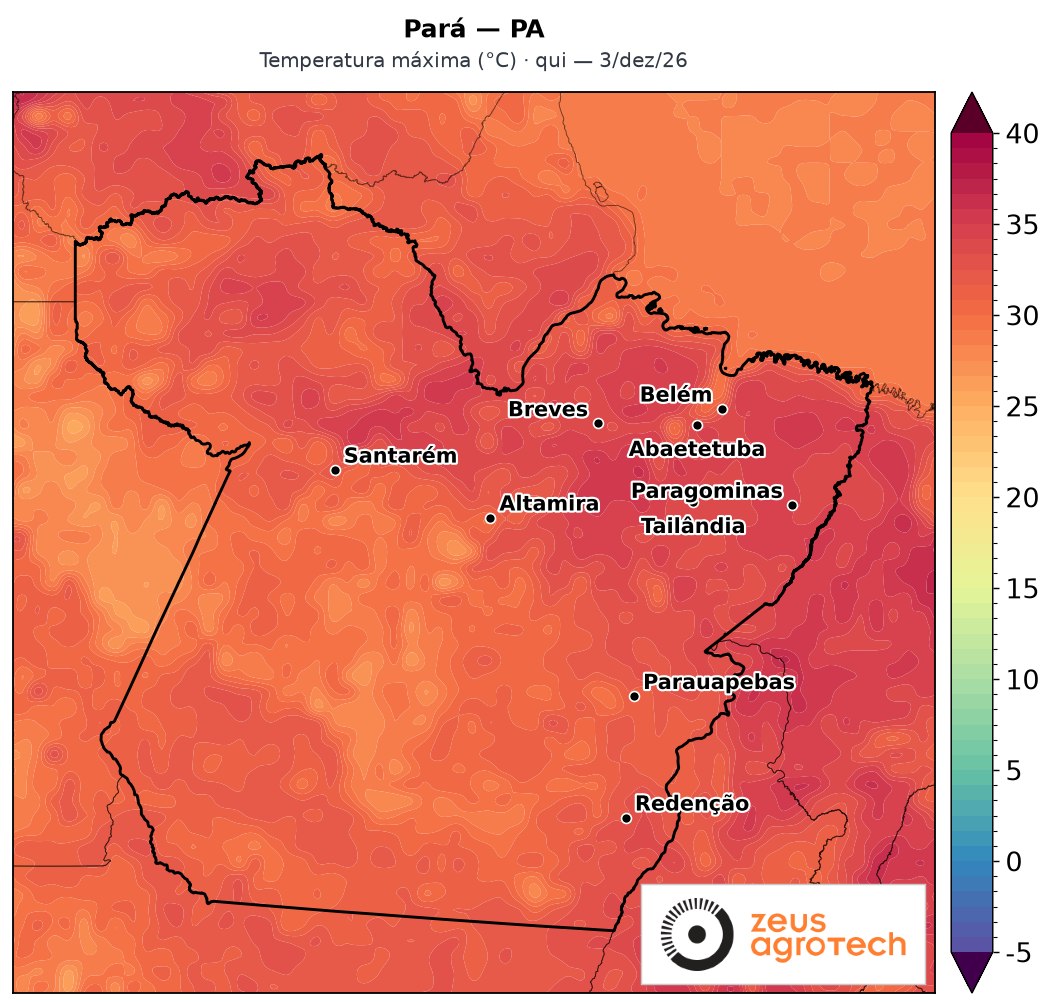 Pará — PA
Temperatura máxima (°C) · qui — 3/dez/26
40
35
30
25
20
15
10
5
0
-5
Belém
Breves
Abaetetuba
Santarém
Paragominas
Altamira
Tailândia
Parauapebas
Redenção
zeus
agrotech